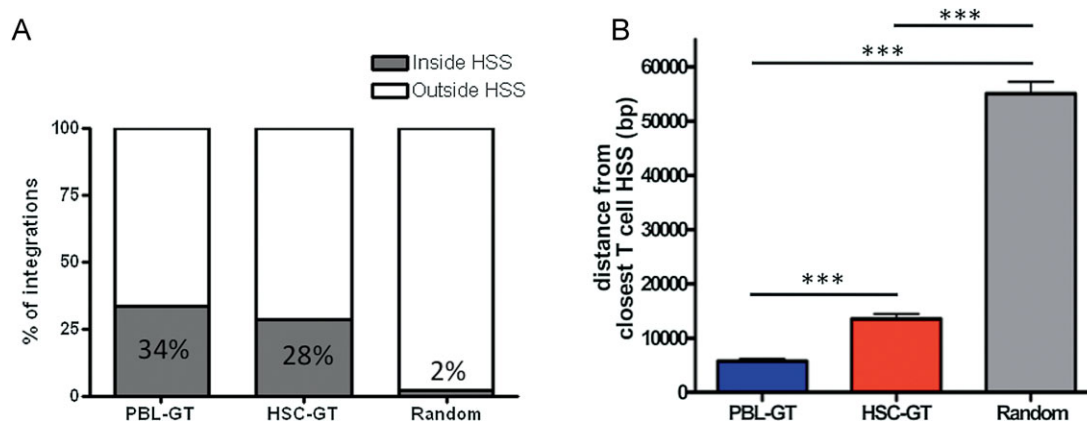 A
Inside HSS
Outside HSS
% of integrations
100
75
50
25
0
34%
28%
2%
PBL-GT
HSC-GT
Random
B
distance from
closest T cell HSS (bp)
60000
50000
40000
30000
20000
10000
0
***
***
***
PBL-GT
HSC-GT
Random